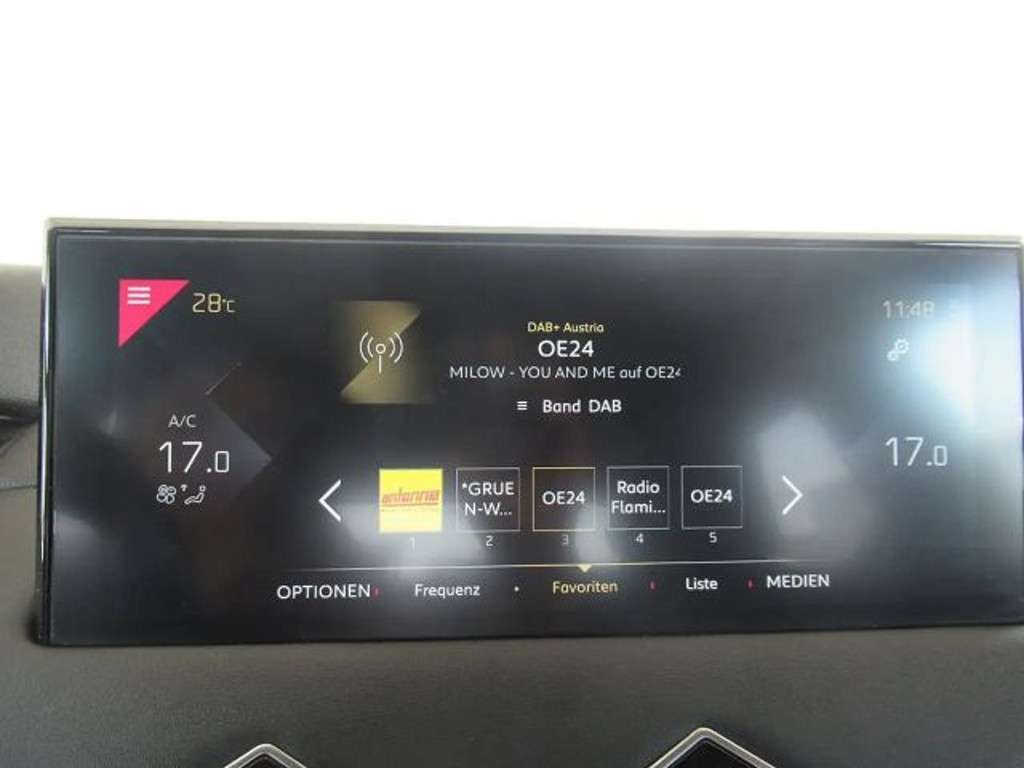 28°C
11:48
DAB+ Austria
OE24
MILOW - YOU AND ME auf OE24
Band DAB
A/C
17.0
17.0
antenne
*GRUE
N-W...
OE24
Radio
Flami...
OE24
1
2
3
4
5
OPTIONEN
Frequenz
Favoriten
Liste
MEDIEN